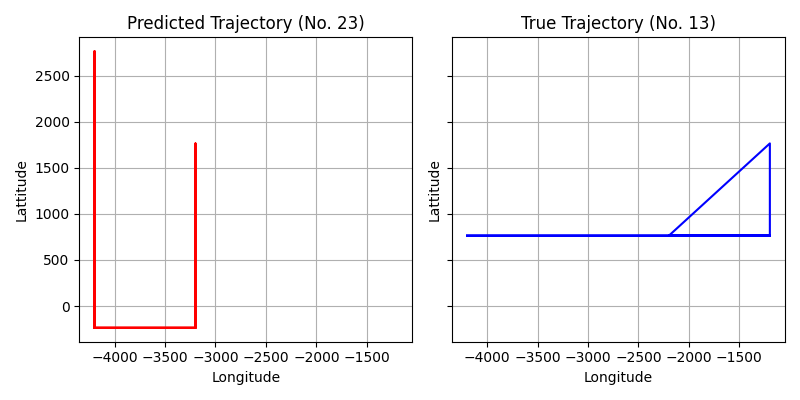 Predicted Trajectory (No. 23)
True Trajectory (No. 13)
Lattitude
2500
2000
1500
1000
500
0
−4000 −3500 −3000 −2500 −2000 −1500
Longitude
Lattitude
−4000 −3500 −3000 −2500 −2000 −1500
Longitude